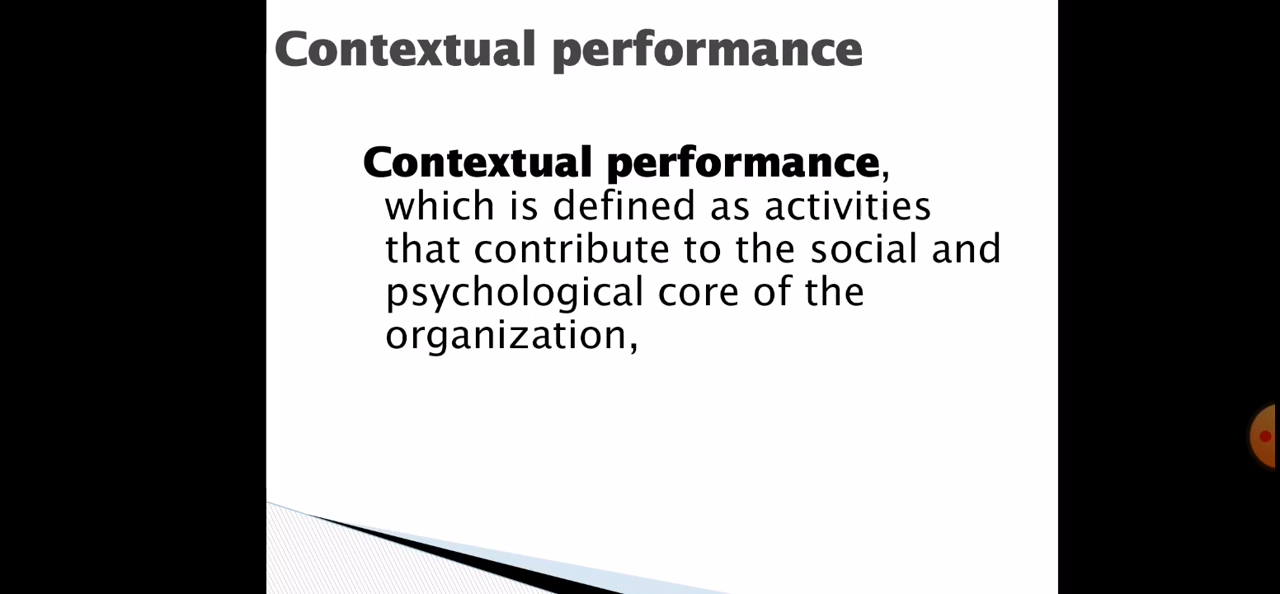 Contextual performance
Contextual performance,
which is defined as activities
that contribute to the social and
psychological core of the
organization,